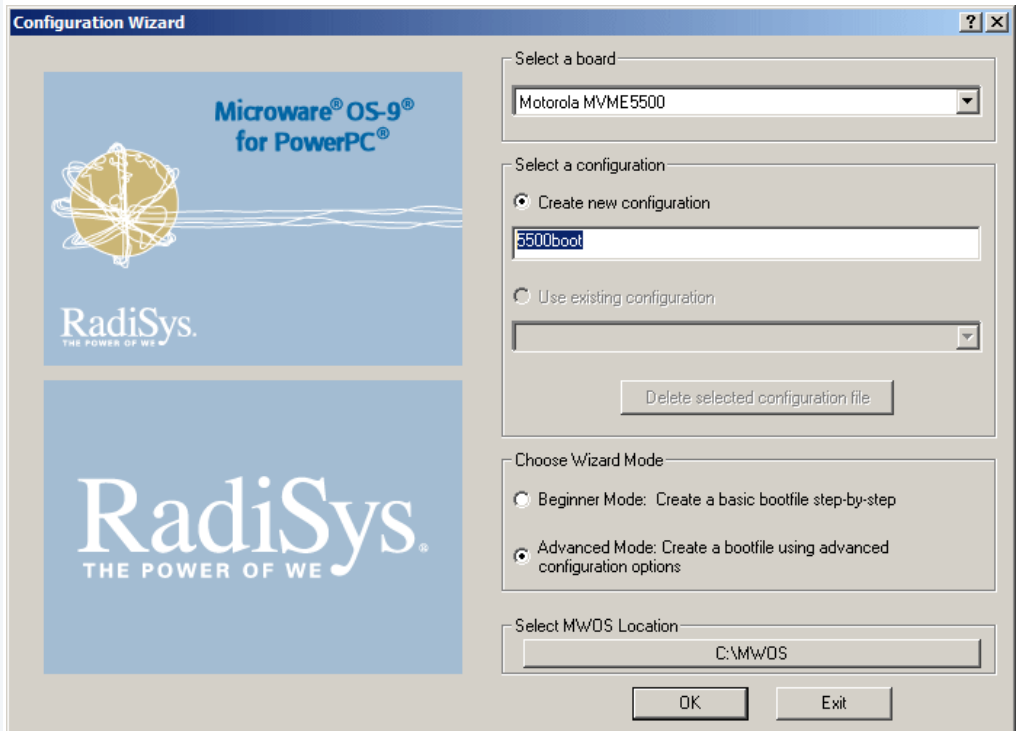 Configuration Wizard
Microware® OS-9®
for PowerPC®
RadiSys.
THE POWER OF WE
RadiSys.
THE POWER OF WE
Select a board
Motorola MVME5500
Select a configuration
Create new configuration
5500boot
Use existing configuration
Delete selected configuration file
Choose Wizard Mode
Beginner Mode: Create a basic bootfile step-by-step
Advanced Mode: Create a bootfile using advanced
configuration options
Select MWOS Location
C:\MWOS
OK
Exit